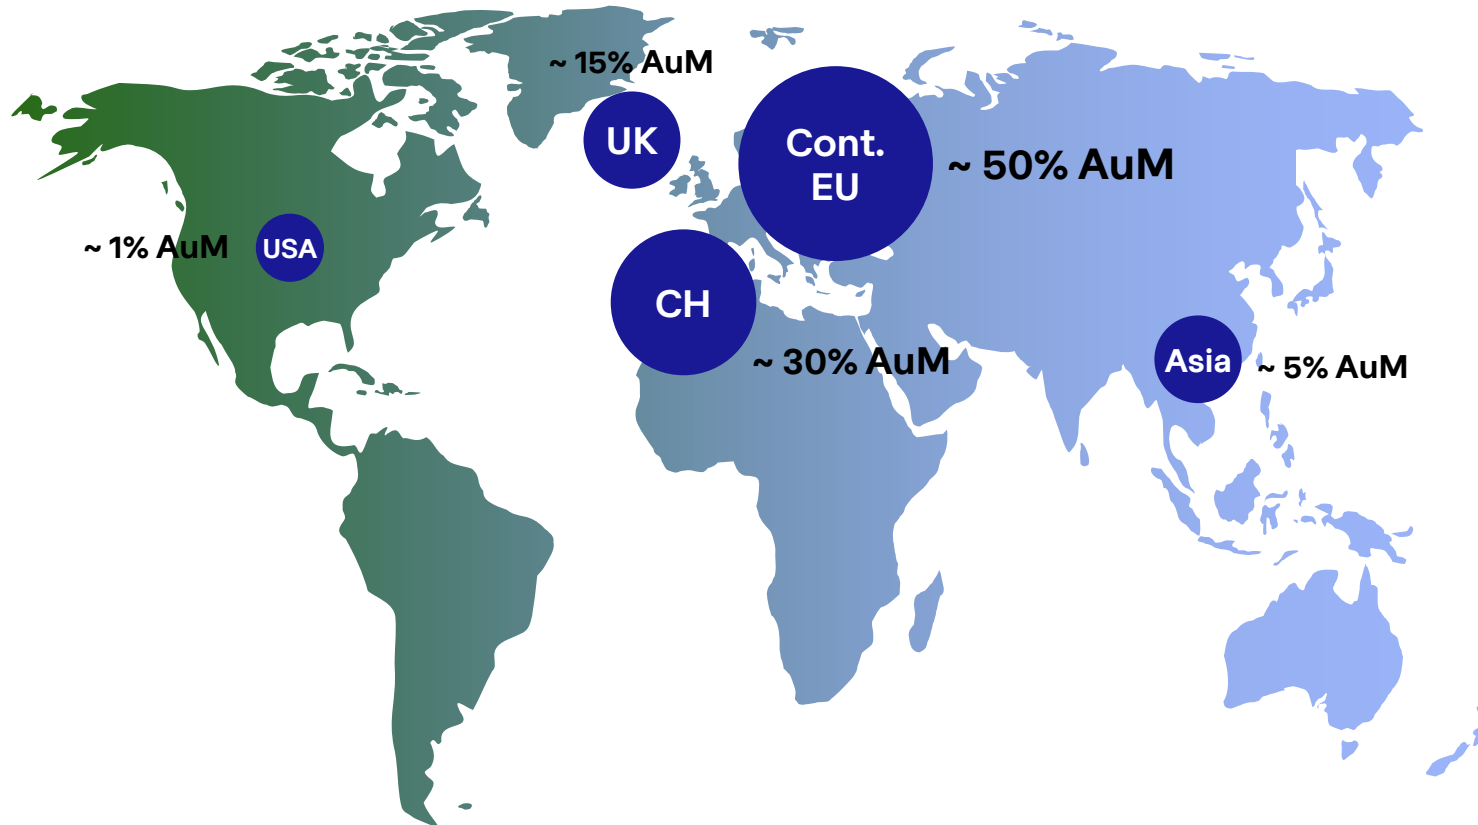 ~ 15% AuM
UK
Cont.
EU
~ 50% AuM
~ 1% AuM
USA
CH
~ 30% AuM
Asia
~ 5% AuM